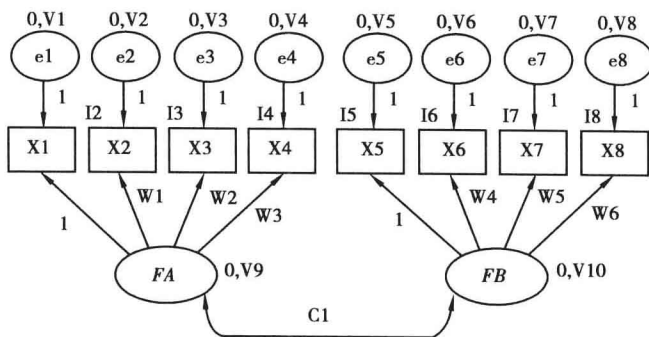 0,V1 0,V2 0,V3 0,V4 0,V5 0,V6 0,V7 0,V8
e1 e2 e3 e4 e5 e6 e7 e8
1 1 1 1 1 1 1 1
I2 I3 I4 I5 I6 I7 I8
X1 X2 X3 X4 X5 X6 X7 X8
1 W1 W2 W3 1 W4 W5 W6
FA 0,V9 FB 0,V10
C1